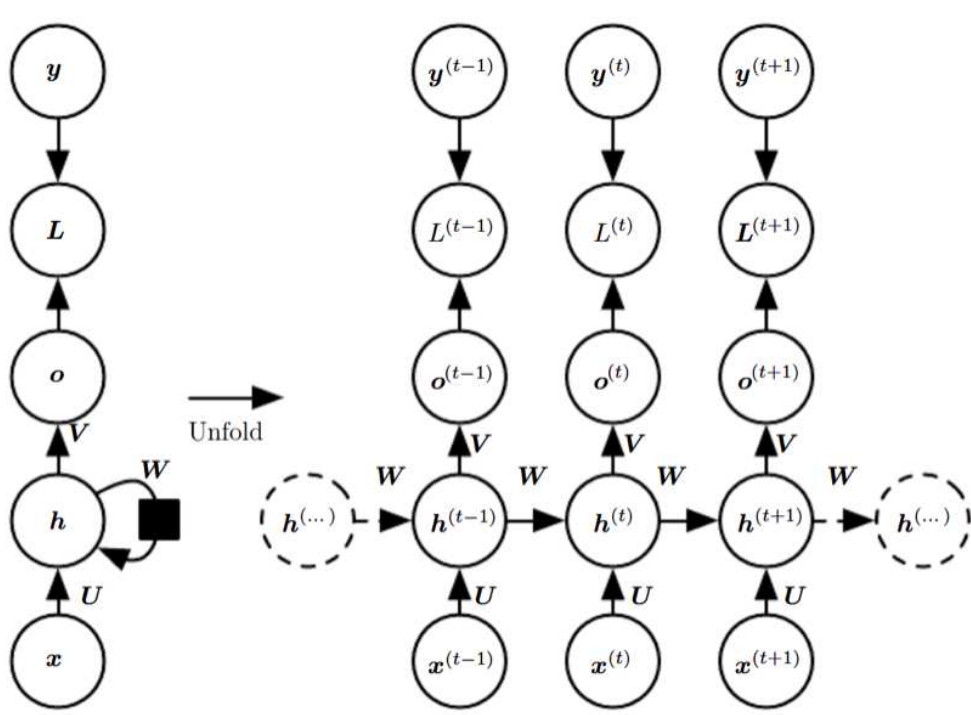 y y^(t−1) y^(t) y^(t+1)
L L^(t−1) L^(t) L^(t+1)
o o^(t−1) o^(t) o^(t+1)
Unfold
V V V V
W W W W W
h h^(...) h^(t−1) h^(t) h^(t+1) h^(...)
U U U U
x x^(t−1) x^(t) x^(t+1)